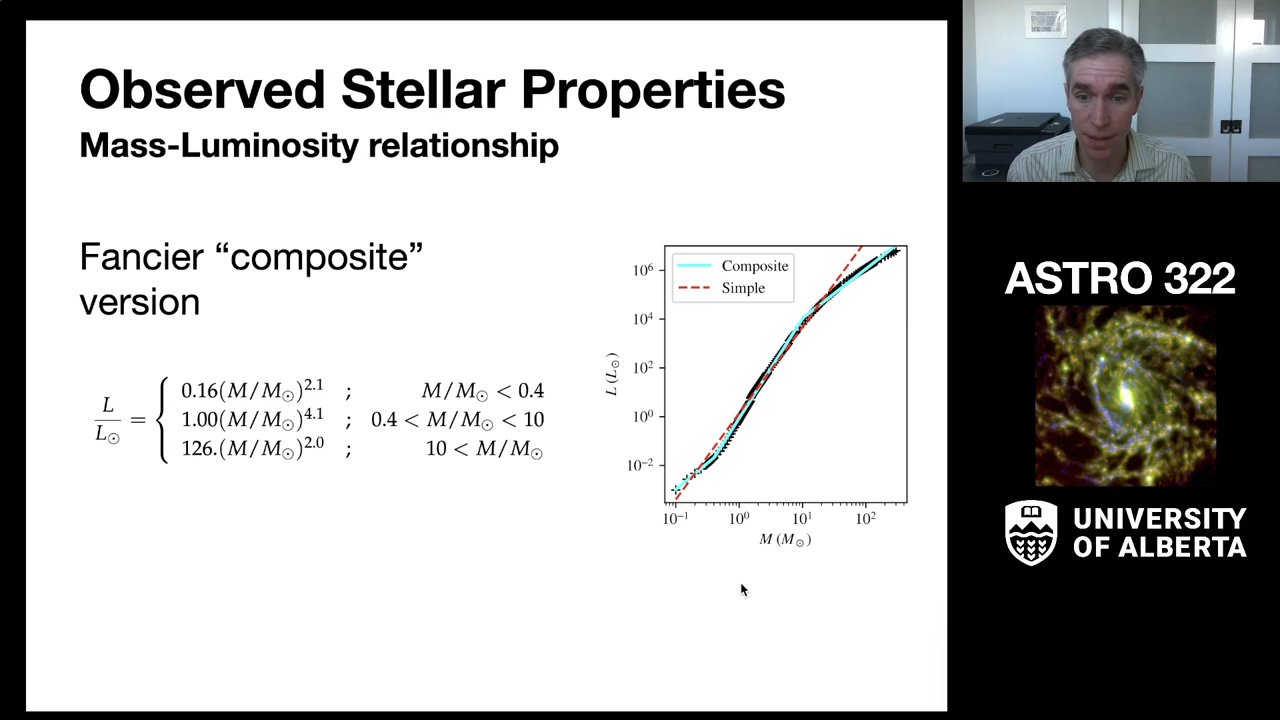 Observed Stellar Properties
Mass-Luminosity relationship
Fancier “composite”
version
L/L☉ = { 0.16(M/M☉)^2.1 ; M/M☉ < 0.4
1.00(M/M☉)^4.1 ; 0.4 < M/M☉ < 10
126.(M/M☉)^2.0 ; 10 < M/M☉
Composite
Simple
10^6
10^4
10^2
10^0
10^−2
L (L☉)
10^−1 10^0 10^1 10^2
M (M☉)
ASTRO 322
UNIVERSITY
OF ALBERTA